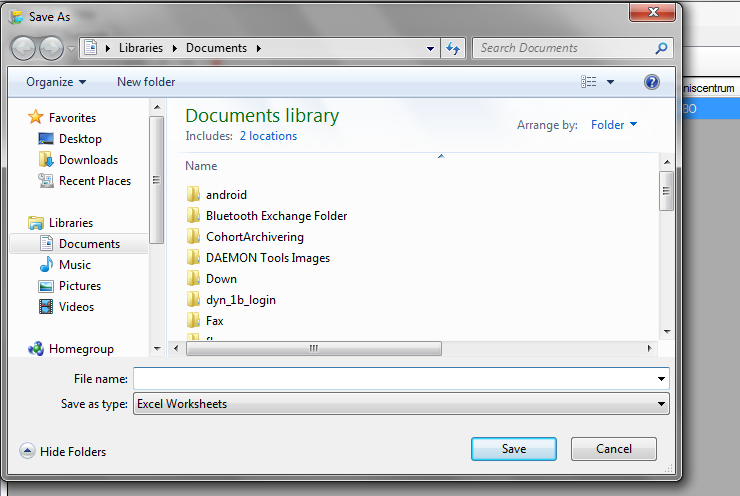 Save As
Libraries Documents
Search Documents
Organize New folder
niscentrum
BO
Favorites
Desktop
Downloads
Recent Places
Libraries
Documents
Music
Pictures
Videos
Homegroup
Documents library
Includes: 2 locations
Arrange by: Folder
Name
android
Bluetooth Exchange Folder
CohortArchivering
DAEMON Tools Images
Down
dyn_1b_login
Fax
File name:
Save as type: Excel Worksheets
Hide Folders
Save Cancel